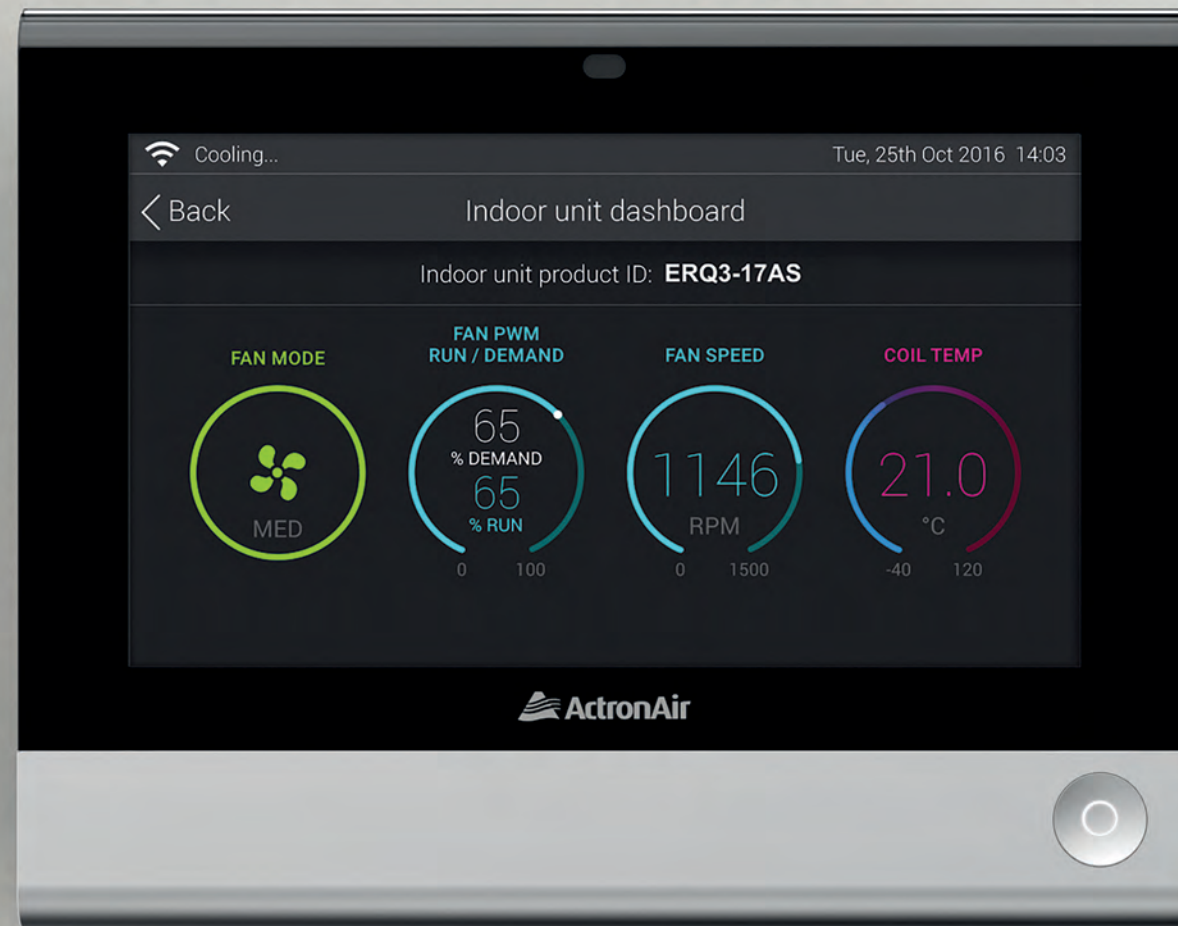 Cooling...
Tue, 25th Oct 2016 14:03
Back
Indoor unit dashboard
Indoor unit product ID: ERQ3-17AS
FAN MODE
MED
FAN PWM
RUN / DEMAND
65
% DEMAND
65
% RUN
0 100
FAN SPEED
1146
RPM
0 1500
COIL TEMP
21.0
°C
-40 120
ActronAir